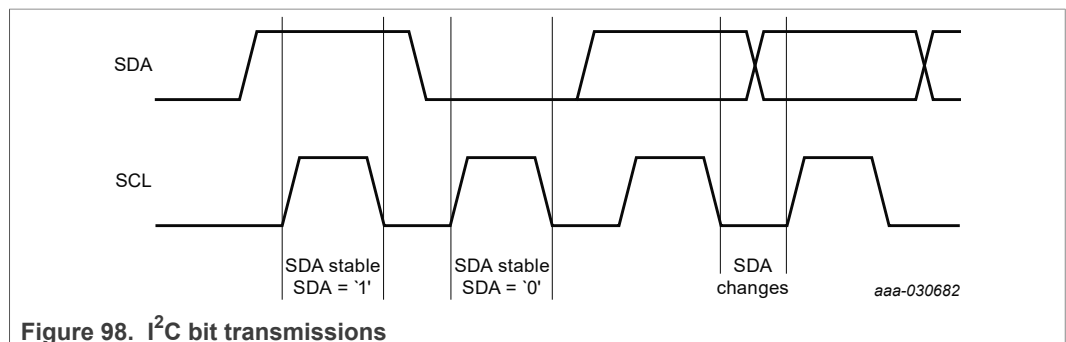 SDA
SCL
SDA stable
SDA = `1'
SDA stable
SDA = `0'
SDA
changes
aaa-030682
Figure 98. I²C bit transmissions